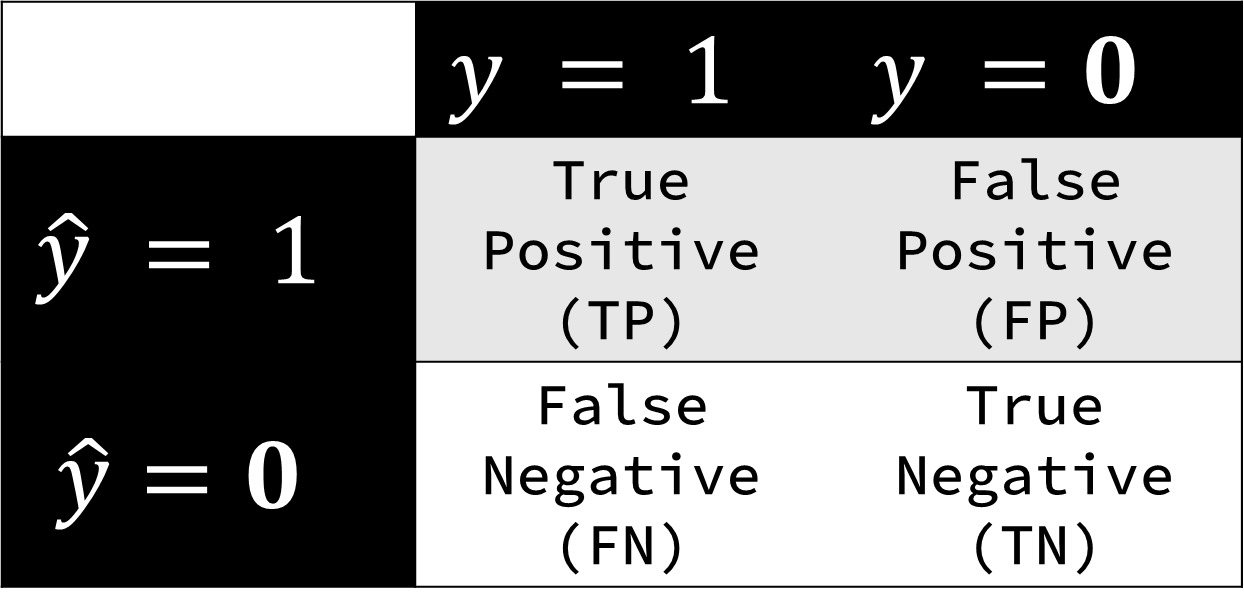 y = 1 y = 0
ŷ = 1
True Positive (TP)
False Positive (FP)
ŷ = 0
False Negative (FN)
True Negative (TN)